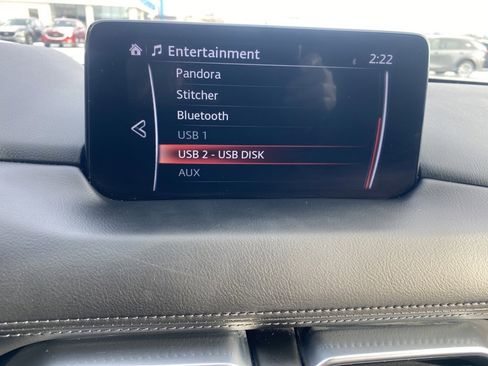 Entertainment
2:22
Pandora
Stitcher
Bluetooth
USB 1
USB 2 - USB DISK
AUX